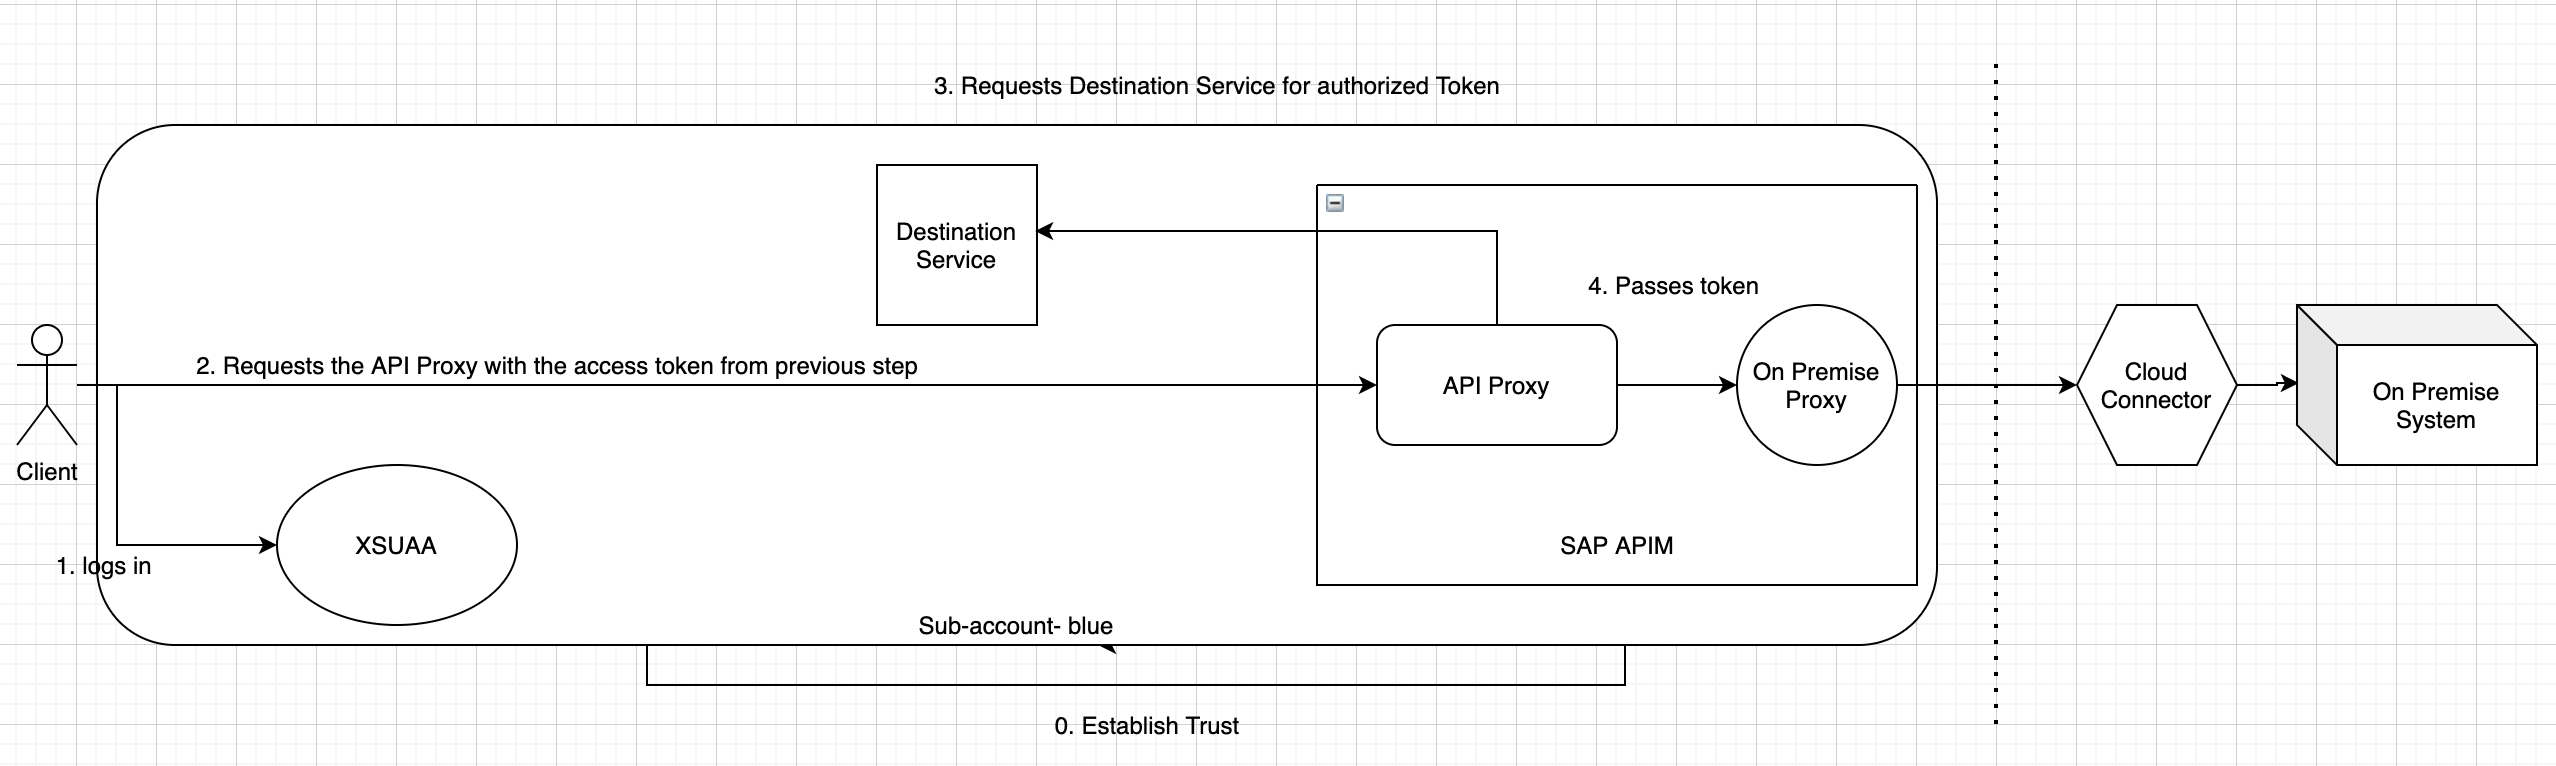 3. Requests Destination Service for authorized Token
Destination
Service
4. Passes token
2. Requests the API Proxy with the access token from previous step
API Proxy
On Premise
Proxy
Cloud
Connector
On Premise
System
Client
XSUAA
1. logs in
SAP APIM
Sub-account- blue
0. Establish Trust